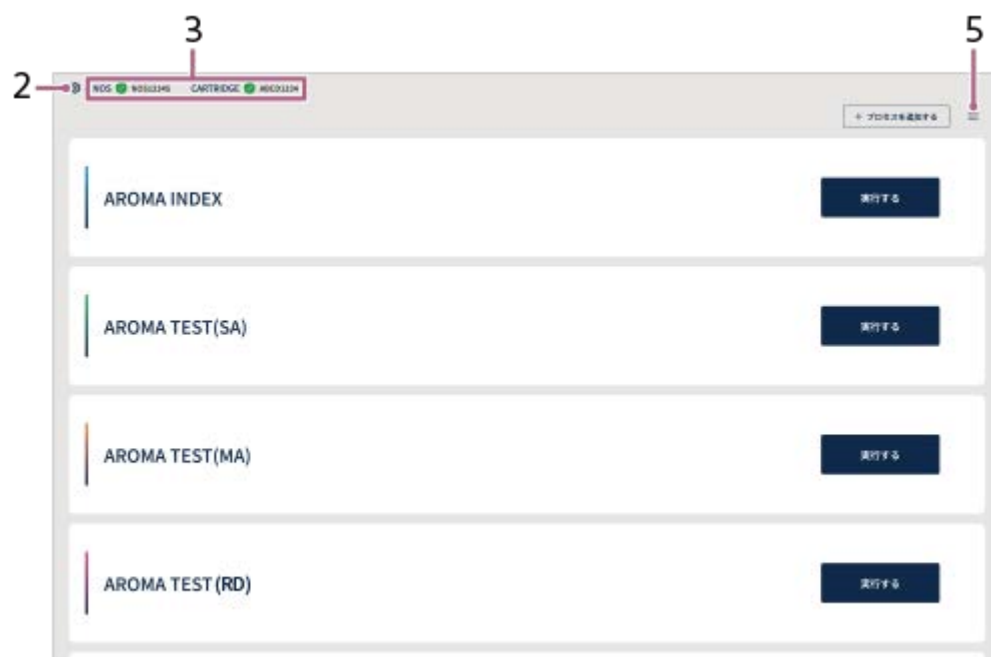 3
5
2
NOS NOS12345 CARTRIDGE ABCD1234
+ プロセスを追加する
AROMA INDEX
実行する
AROMA TEST(SA)
実行する
AROMA TEST(MA)
実行する
AROMA TEST(RD)
実行する